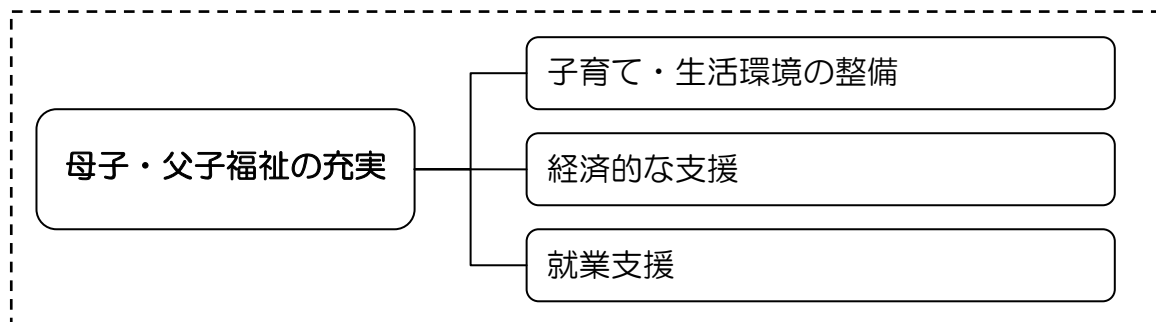 母子・父子福祉の充実
子育て・生活環境の整備
経済的な支援
就業支援